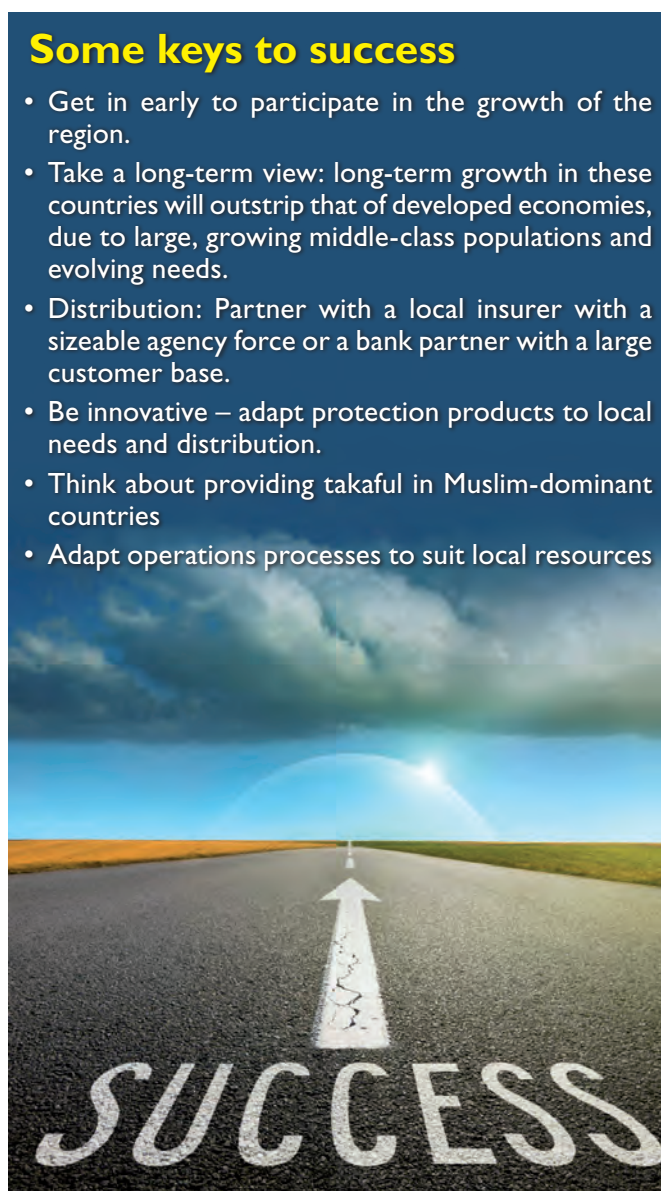 Some keys to success
• Get in early to participate in the growth of the
region.
• Take a long-term view: long-term growth in these
countries will outstrip that of developed economies,
due to large, growing middle-class populations and
evolving needs.
• Distribution: Partner with a local insurer with a
sizeable agency force or a bank partner with a large
customer base.
• Be innovative – adapt protection products to local
needs and distribution.
• Think about providing takaful in Muslim-dominant
countries
• Adapt operations processes to suit local resources
SUCCESS